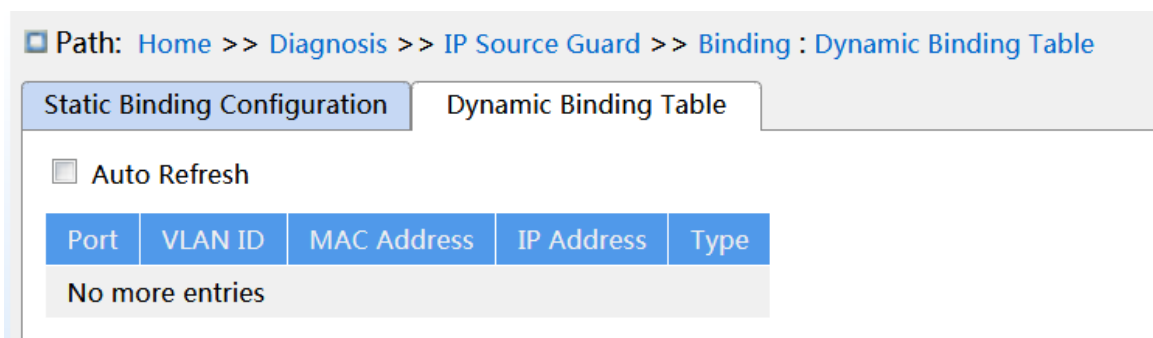 Path: Home >> Diagnosis >> IP Source Guard >> Binding : Dynamic Binding Table
Static Binding Configuration Dynamic Binding Table
Auto Refresh
Port VLAN ID MAC Address IP Address Type
No more entries